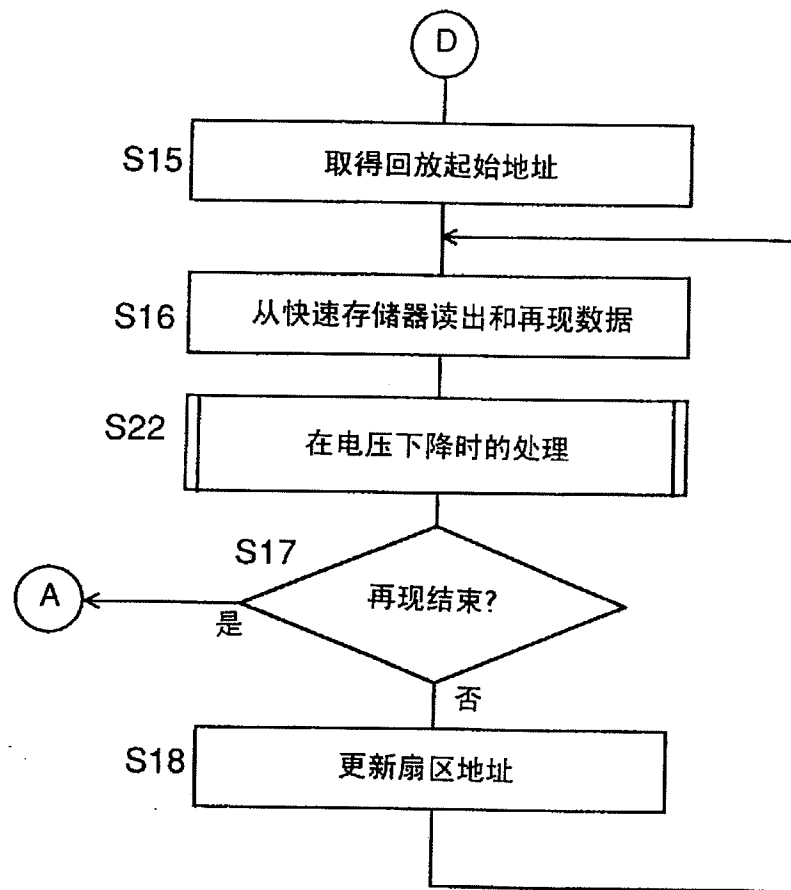 D
S15
取得回放起始地址
S16
从快速存储器读出和再现数据
S22
在电压下降时的处理
S17
再现结束?
A
是
否
S18
更新扇区地址